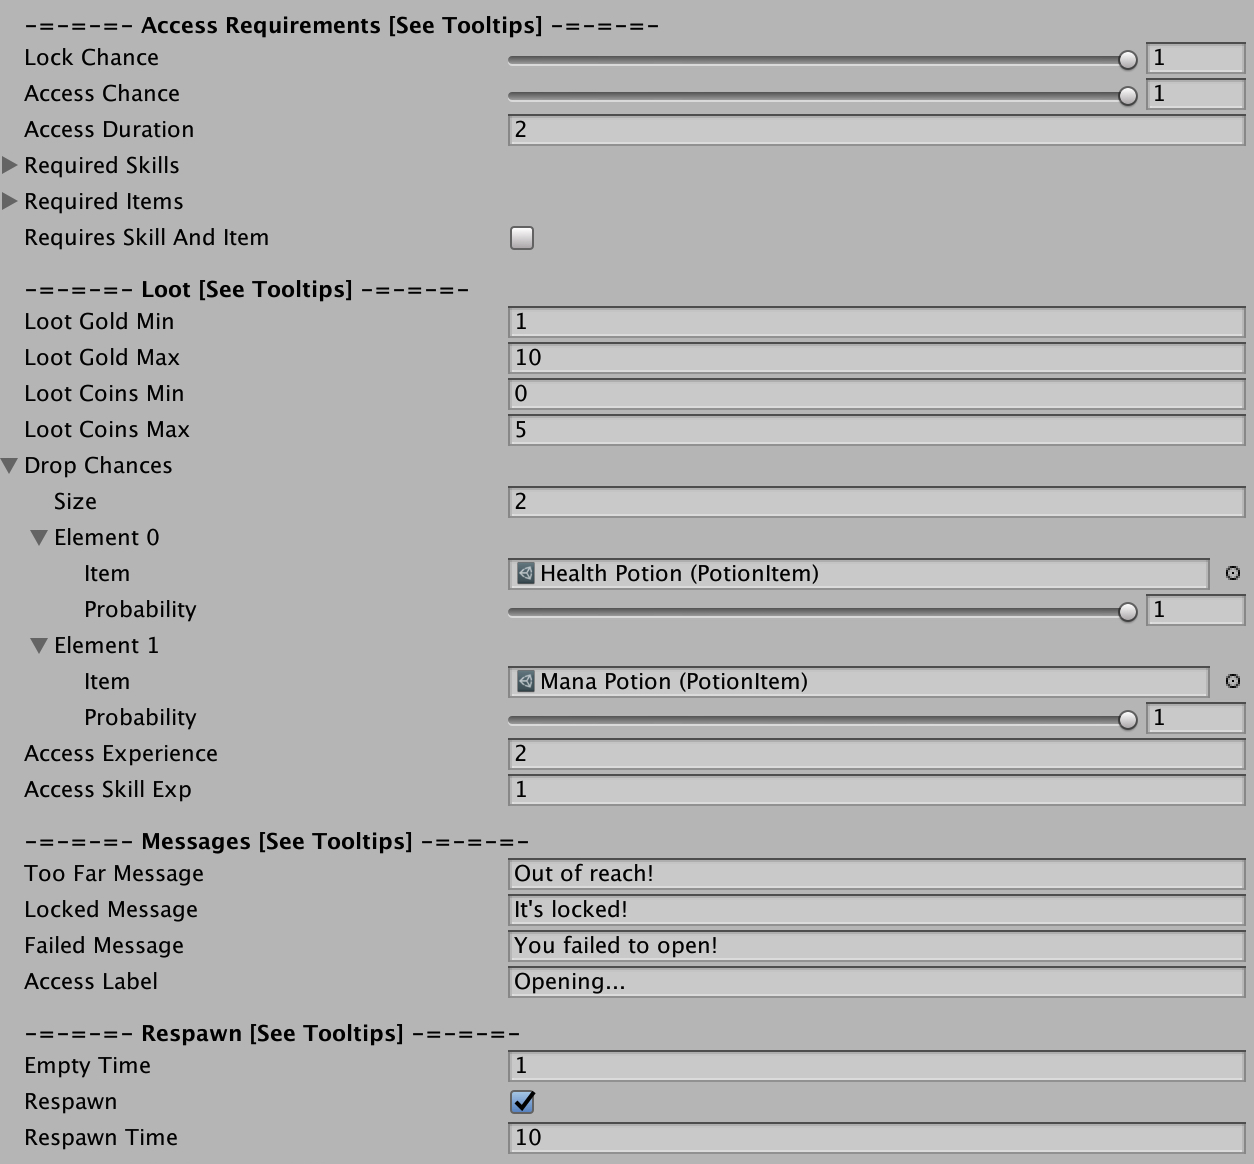 -=-=-=- Access Requirements [See Tooltips] -=-=-=-
Lock Chance 1
Access Chance 1
Access Duration 2
Required Skills
Required Items
Requires Skill And Item
-=-=-=- Loot [See Tooltips] -=-=-=-
Loot Gold Min 1
Loot Gold Max 10
Loot Coins Min 0
Loot Coins Max 5
Drop Chances
Size 2
Element 0
Item Health Potion (PotionItem)
Probability 1
Element 1
Item Mana Potion (PotionItem)
Probability 1
Access Experience 2
Access Skill Exp 1
-=-=-=- Messages [See Tooltips] -=-=-=-
Too Far Message Out of reach!
Locked Message It's locked!
Failed Message You failed to open!
Access Label Opening...
-=-=-=- Respawn [See Tooltips] -=-=-=-
Empty Time 1
Respawn
Respawn Time 10